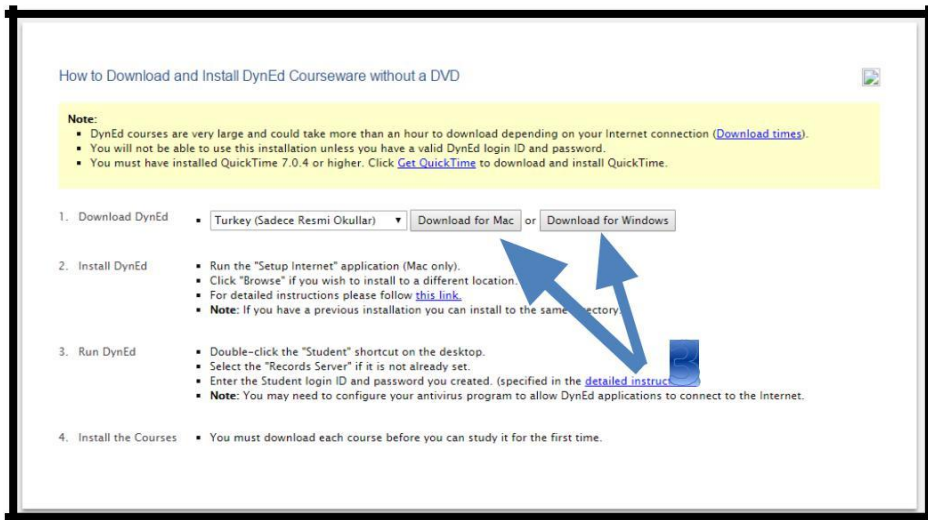 How to Download and Install DynEd Courseware without a DVD
Note:
▪ DynEd courses are very large and could take more than an hour to download depending on your Internet connection (Download times).
▪ You will not be able to use this installation unless you have a valid DynEd login ID and password.
▪ You must have installed QuickTime 7.0.4 or higher. Click Get QuickTime to download and install QuickTime.
1. Download DynEd ▪ Turkey (Sadece Resmi Okullar) ▼ Download for Mac or Download for Windows
2. Install DynEd ▪ Run the "Setup Internet" application (Mac only).
▪ Click "Browse" if you wish to install to a different location.
▪ For detailed instructions please follow this link.
▪ Note: If you have a previous installation you can install to the same
3. Run DynEd ▪ Double-click the "Student" shortcut on the desktop.
▪ Select the "Records Server" if it is not already set.
▪ Enter the Student login ID and password you created. (specified in the detailed instruct
3
▪ Note: You may need to configure your antivirus program to allow DynEd applications to connect to the Internet.
4. Install the Courses ▪ You must download each course before you can study it for the first time.